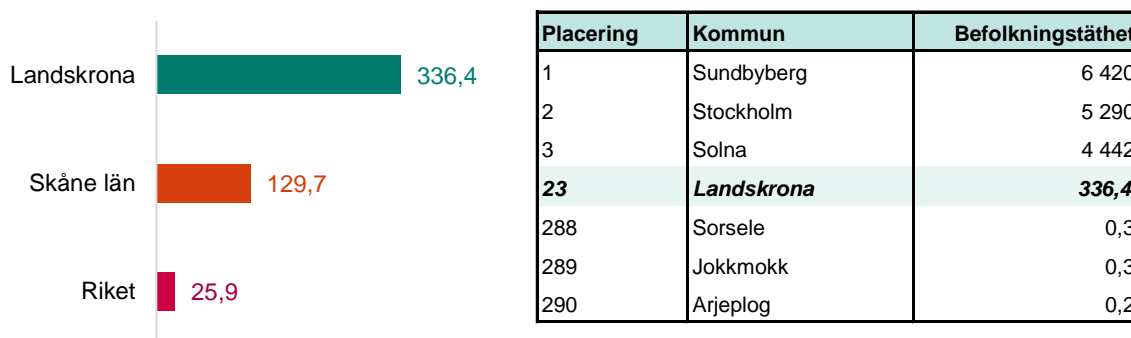 Landskrona 336,4
Skåne län 129,7
Riket 25,9
Placering Kommun Befolkningstäthet
1 Sundbyberg 6 420
2 Stockholm 5 290
3 Solna 4 442
23 Landskrona 336,4
288 Sorsele 0,3
289 Jokkmokk 0,3
290 Arjeplog 0,2